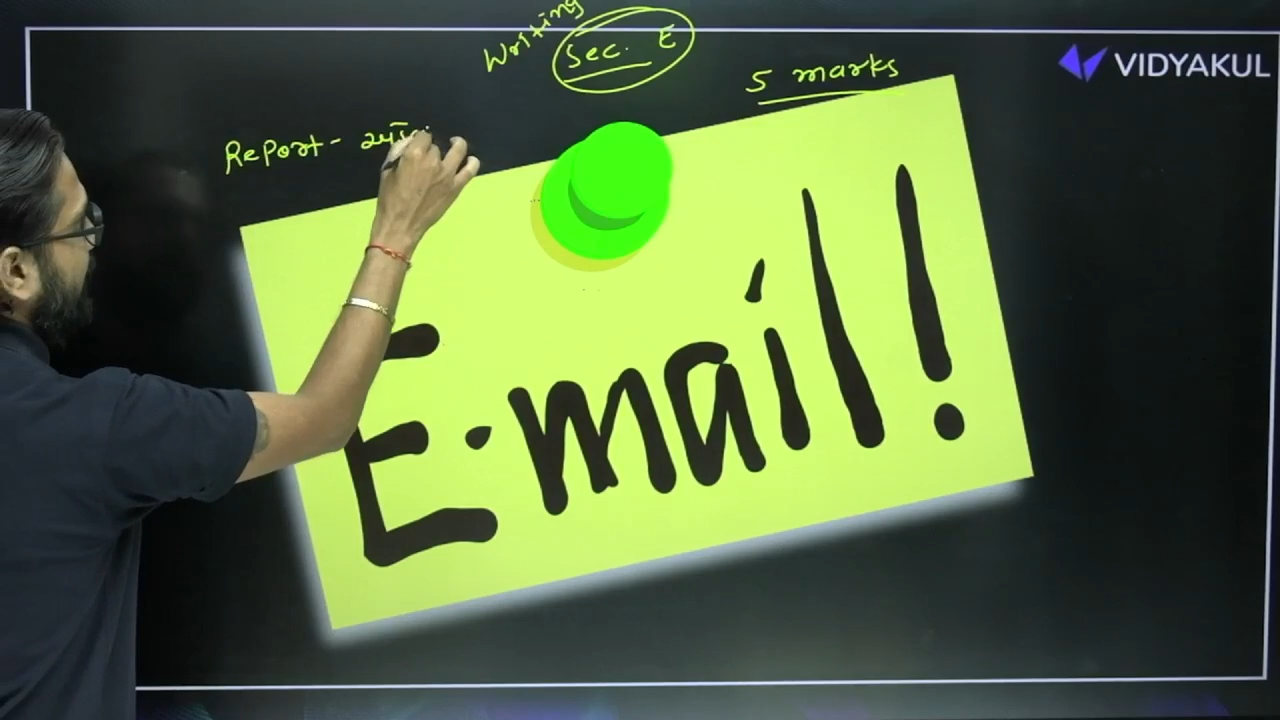 Writing
Sec. E
5 marks
VIDYAKUL
Report -
E-mail!